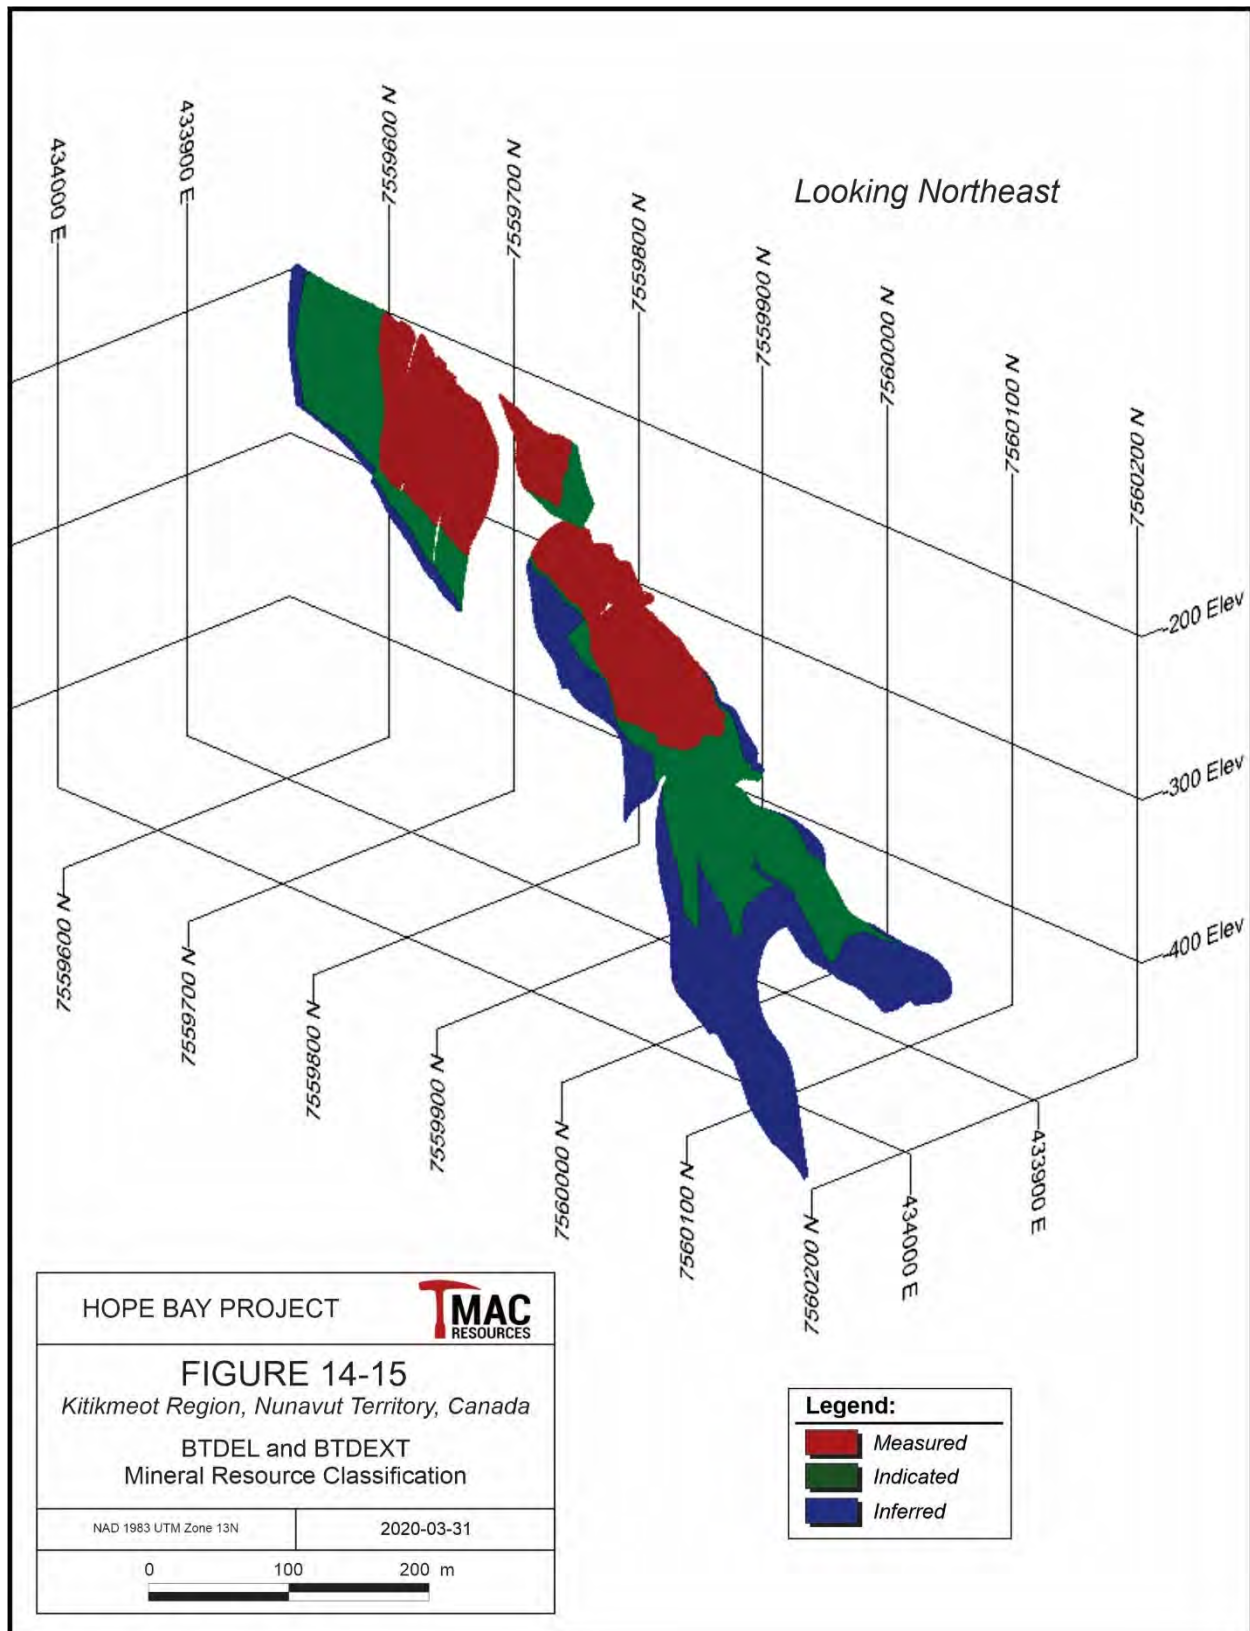 434000 E
433900 E
7559600 N
7559700 N
7559800 N
7559900 N
7560000 N
7560100 N
7560200 N
Looking Northeast
-200 Elev
-300 Elev
-400 Elev
7559600 N
7559700 N
7559800 N
7559900 N
7560000 N
7560100 N
7560200 N
434000 E
433900 E
HOPE BAY PROJECT
TMAC
RESOURCES
FIGURE 14-15
Kitikmeot Region, Nunavut Territory, Canada
BTDEL and BTDEXT
Mineral Resource Classification
NAD 1983 UTM Zone 13N
2020-03-31
0 100 200 m
Legend:
Measured
Indicated
Inferred